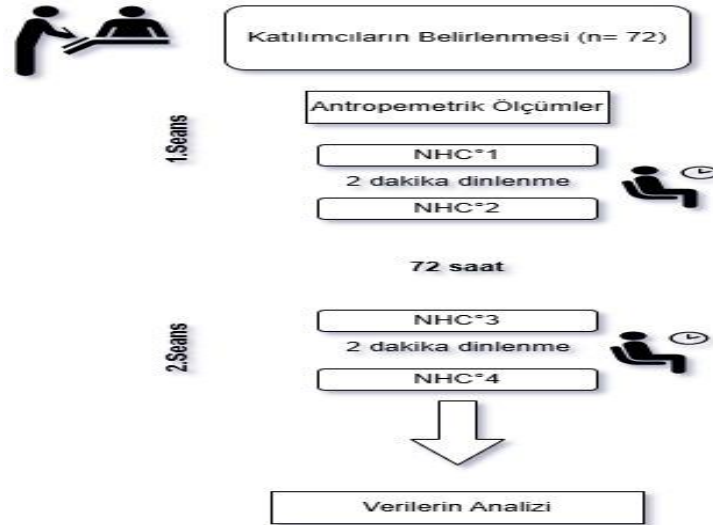 Katılımcıların Belirlenmesi (n= 72)
Antropemetrik Ölçümler
1.Seans
NHC°1
2 dakika dinlenme
NHC°2
72 saat
2.Seans
NHC°3
2 dakika dinlenme
NHC°4
Verilerin Analizi